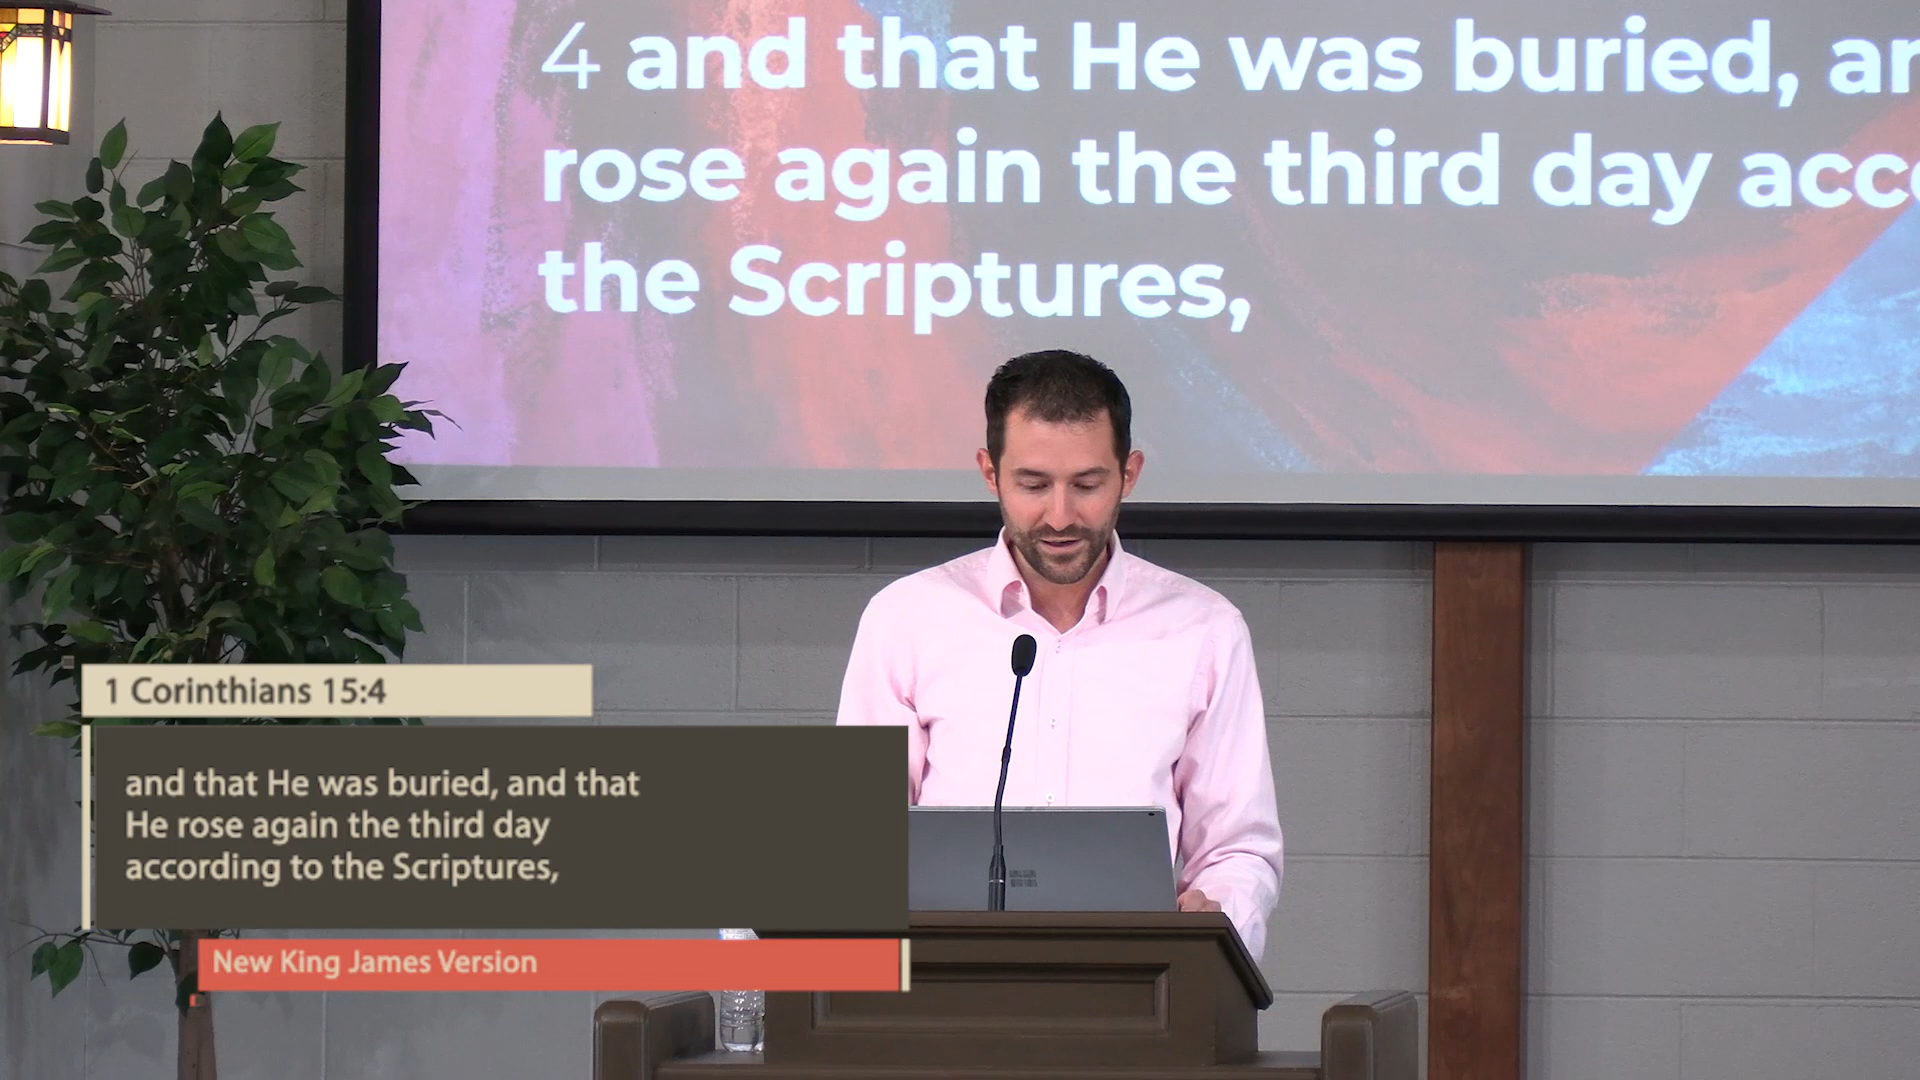 4 and that He was buried,
rose again the third day
the Scriptures,
1 Corinthians 15:4
and that He was buried, and that
He rose again the third day
according to the Scriptures,
New King James Version